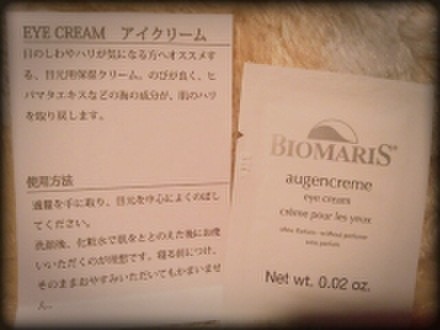 EYE CREAM アイクリーム
目のしわやハリが気になる方へオススメす
る、目元用保湿クリーム。のびが良く、ヒ
バマタエキスなどの海の成分が、肌のハリ
を取り戻します。
使用方法
適量を手に取り、目元を中心によくのばし
てください。
洗顔後、化粧水で肌をととのえた後にお使
いいただくのが理想です。寝る前につけ、
そのままおやすみいただいてもかまいませ
ん。
BIOMARIS®
augencreme
eye cream
crème pour les yeux
ohne Parfum · without perfume
sans parfum
Net wt. 0.02 oz.